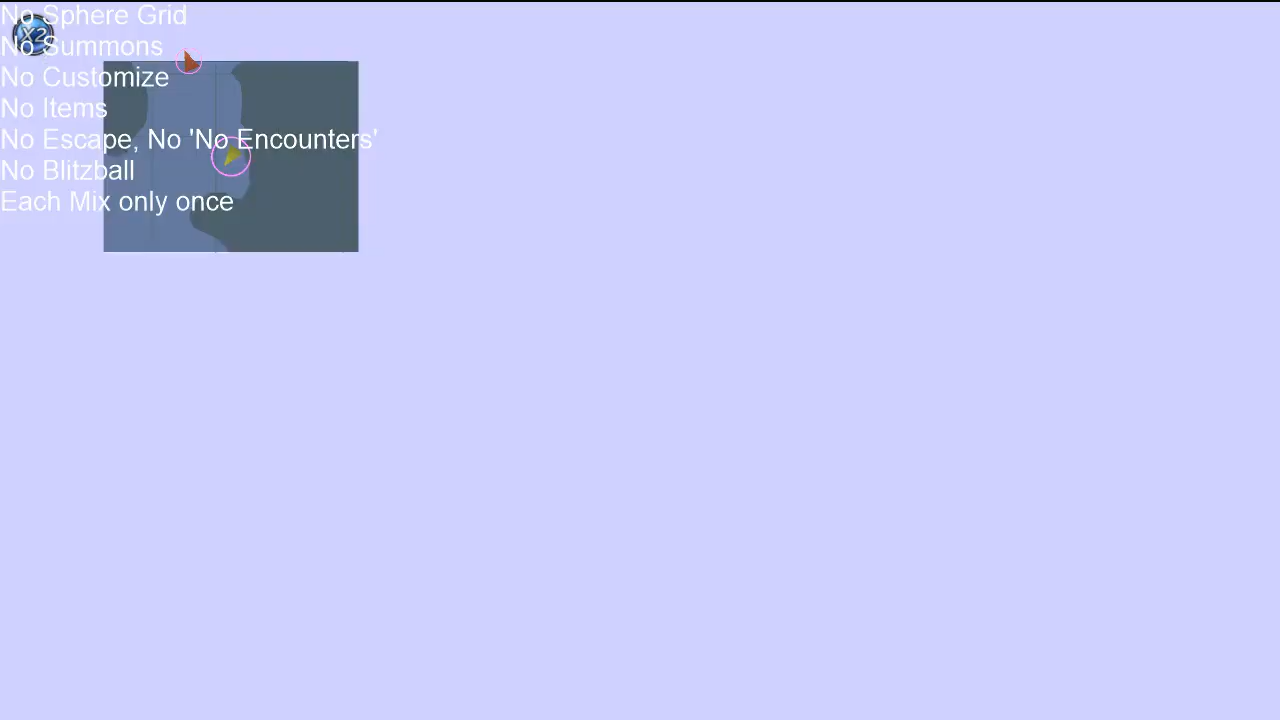 No Sphere Grid
X2
No Summons
No Customize
No Items
No Escape, No 'No Encounters'
No Blitzball
Each Mix only once